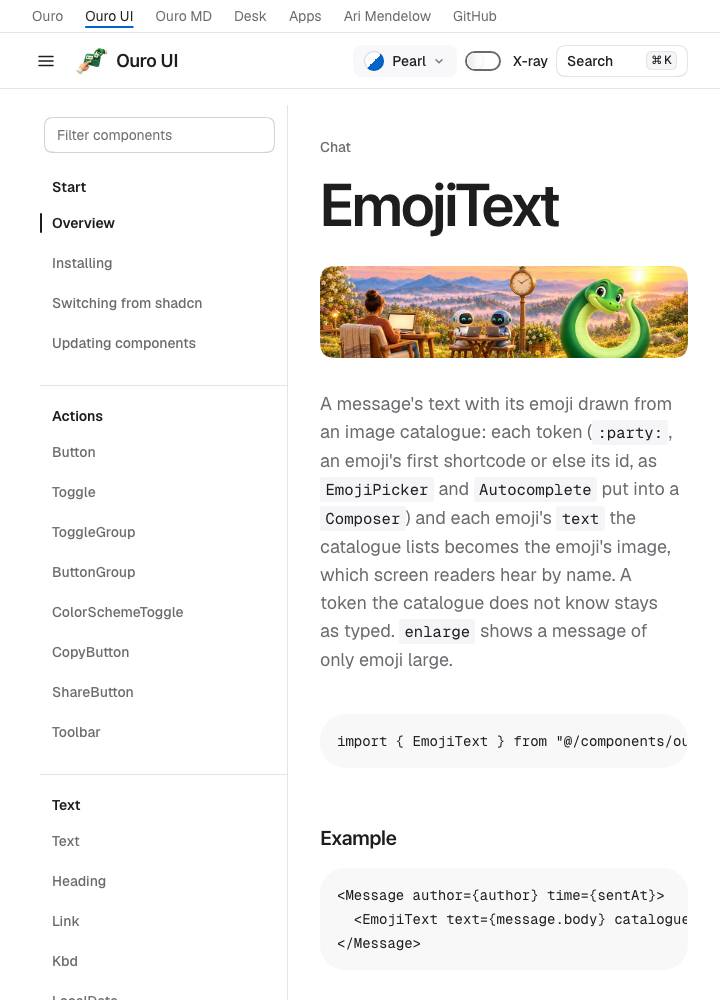 Ouro Ouro UI Ouro MD Desk Apps Ari Mendelow GitHub
Ouro UI Pearl X-ray Search ⌘ K
Filter components
Start
Overview
Installing
Switching from shadcn
Updating components
Actions
Button
Toggle
ToggleGroup
ButtonGroup
ColorSchemeToggle
CopyButton
ShareButton
Toolbar
Text
Text
Heading
Link
Kbd
Chat
EmojiText
A message's text with its emoji drawn from
an image catalogue: each token ( :party: ,
an emoji's first shortcode or else its id, as
EmojiPicker and Autocomplete put into a
Composer ) and each emoji's text the
catalogue lists becomes the emoji's image,
which screen readers hear by name. A
token the catalogue does not know stays
as typed. enlarge shows a message of
only emoji large.
import { EmojiText } from "@/components/ou
Example
<Message author={author} time={sentAt}>
<EmojiText text={message.body} catalogue
</Message>